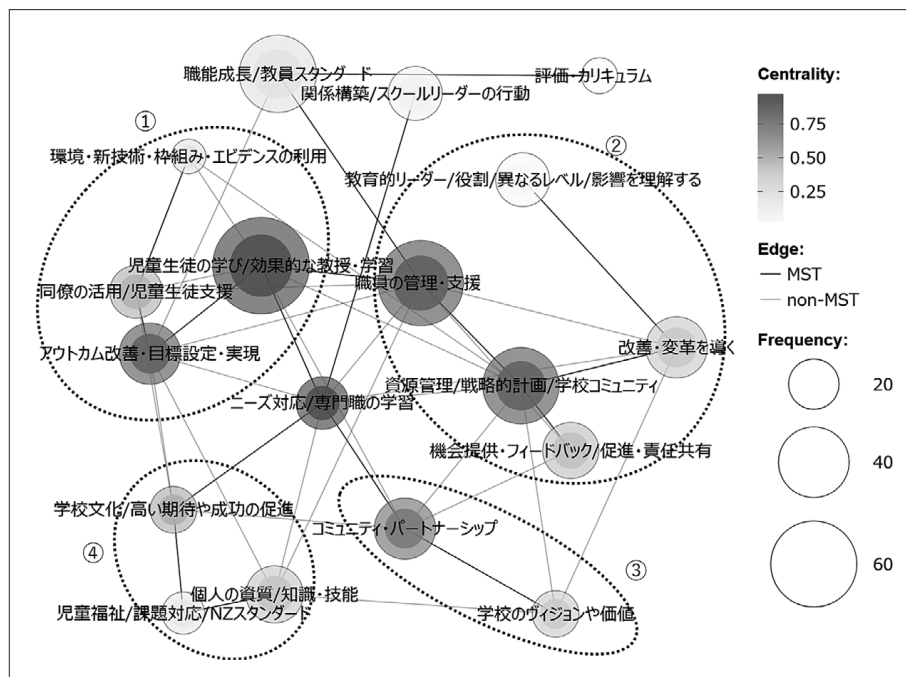 職能成長/教員スタンダード
評価・カリキュラム
関係構築/スクールリーダーの行動
①
環境・新技術・枠組み・エビデンスの利用
②
教育的リーダー/役割/異なるレベル/影響を理解する
児童生徒の学び/効果的な教授・学習
職員の管理・支援
同僚の活用/児童生徒支援
アウトカム改善・目標設定・実現
改善・変革を導く
資源管理/戦略的計画/学校コミュニティ
ニーズ対応/専門職の学習
機会提供・フィードバック/促進・責任共有
学校文化/高い期待や成功の促進
コミュニティ・パートナーシップ
④
③
個人の資質/知識・技能
児童福祉/課題対応/NZスタンダード
学校のヴィジョンや価値
Centrality:
0.75
0.50
0.25
Edge:
MST
non-MST
Frequency:
20
40
60